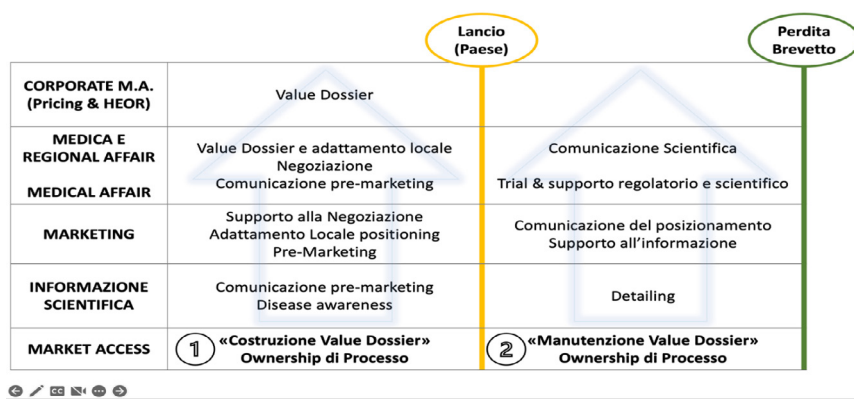 Lancio
(Paese)
Perdita
Brevetto
CORPORATE M.A.
(Pricing & HEOR)
Value Dossier
MEDICA E
REGIONAL AFFAIR
MEDICAL AFFAIR
Value Dossier e adattamento locale
Negoziazione
Comunicazione pre-marketing
Comunicazione Scientifica
Trial & supporto regolatorio e scientifico
MARKETING
Supporto alla Negoziazione
Adattamento Locale positioning
Pre-Marketing
Comunicazione del posizionamento
Supporto all'informazione
INFORMAZIONE
SCIENTIFICA
Comunicazione pre-marketing
Disease awareness
Detailing
MARKET ACCESS
1
«Costruzione Value Dossier»
Ownership di Processo
2
«Manutenzione Value Dossier»
Ownership di Processo
CC